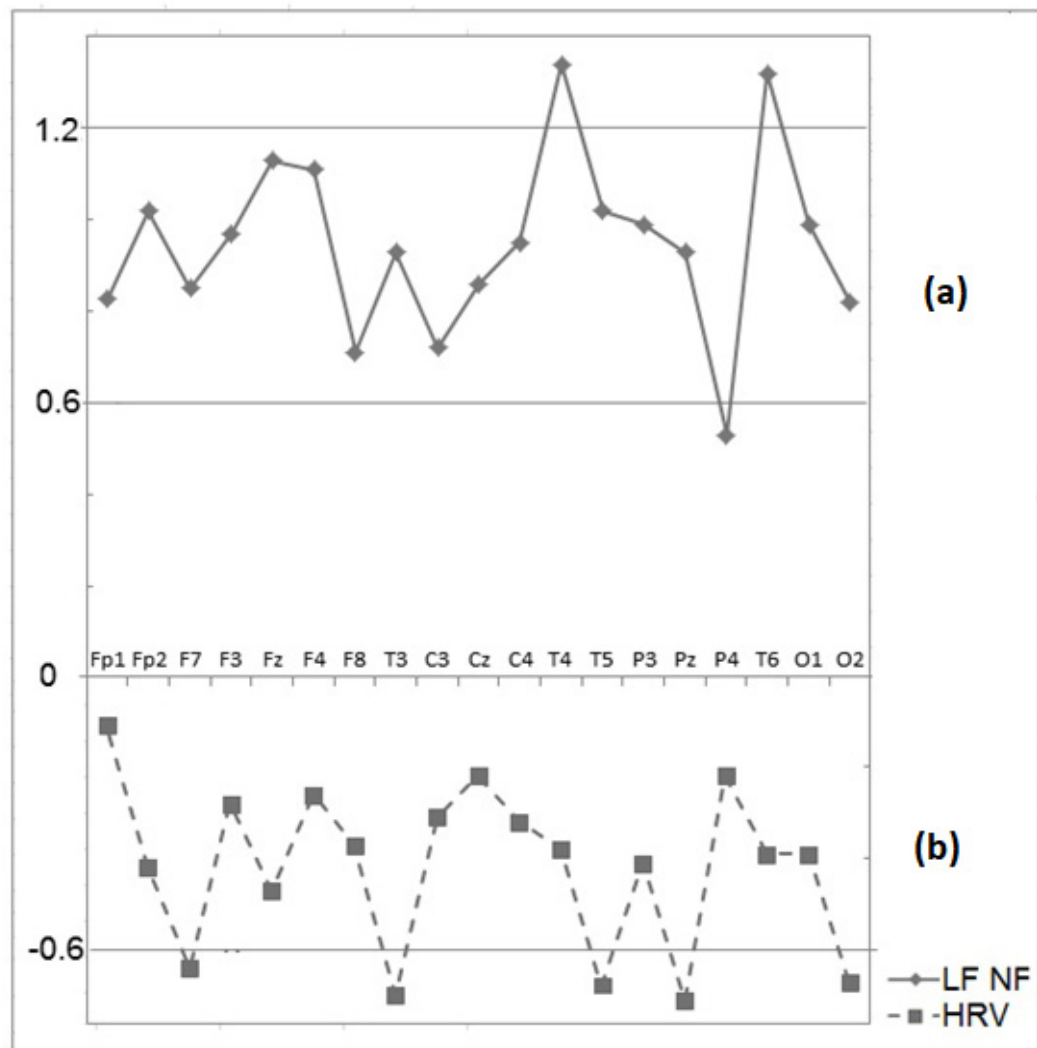 1.2
(a)
0.6
Fp1 Fp2 F7 F3 Fz F4 F8 T3 C3 Cz C4 T4 T5 P3 Pz P4 T6 O1 O2
0
(b)
-0.6
LF NF
HRV